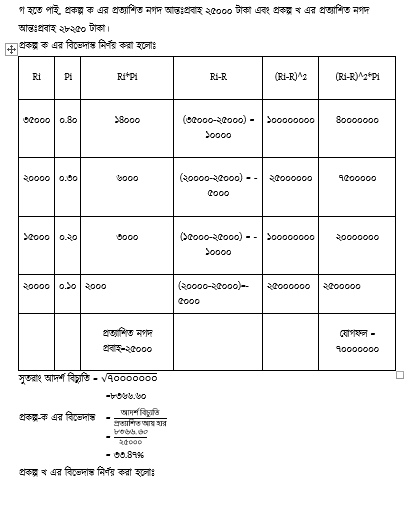 গ হতে পাই, প্রকল্প ক এর প্রত্যাশিত নগদ আন্তঃপ্রবাহ ২৫০০০ টাকা এবং প্রকল্প খ এর প্রত্যাশিত নগদ
আন্তঃপ্রবাহ ২৮২৫০ টাকা।
প্রকল্প ক এর বিভেদাঙ্ক নির্ণয় করা হলোঃ
Ri Pi Ri*Pi Ri-R (Ri-R)^2 (Ri-R)^2*Pi
৩৫০০০ ০.৪০ ১৪০০০ (৩৫০০০-২৫০০০) = ১০০০০০০০০ ৪০০০০০০০
১০০০০
২০০০০ ০.৩০ ৬০০০ (২০০০০-২৫০০০) = - ২৫০০০০০০ ৭৫০০০০০
৫০০০
১৫০০০ ০.২০ ৩০০০ (১৫০০০-২৫০০০) = - ১০০০০০০০০ ২০০০০০০০
১০০০০
২০০০০ ০.১০ ২০০০ (২০০০০-২৫০০০)=- ২৫০০০০০০ ২৫০০০০০
৫০০০
প্রত্যাশিত নগদ যোগফল =
প্রবাহ=২৫০০০ ৭০০০০০০০
সুতরাং আদর্শ বিচ্যুতি = √৭০০০০০০০
=৮৩৬৬.৬০
প্রকল্প-ক এর বিভেদাঙ্ক = আদর্শ বিচ্যুতি
প্রত্যাশিত আয় হার
= ৮৩৬৬.৬০
২৫০০০
= ৩৩.৪৭%
প্রকল্প খ এর বিভেদাঙ্ক নির্ণয় করা হলোঃ